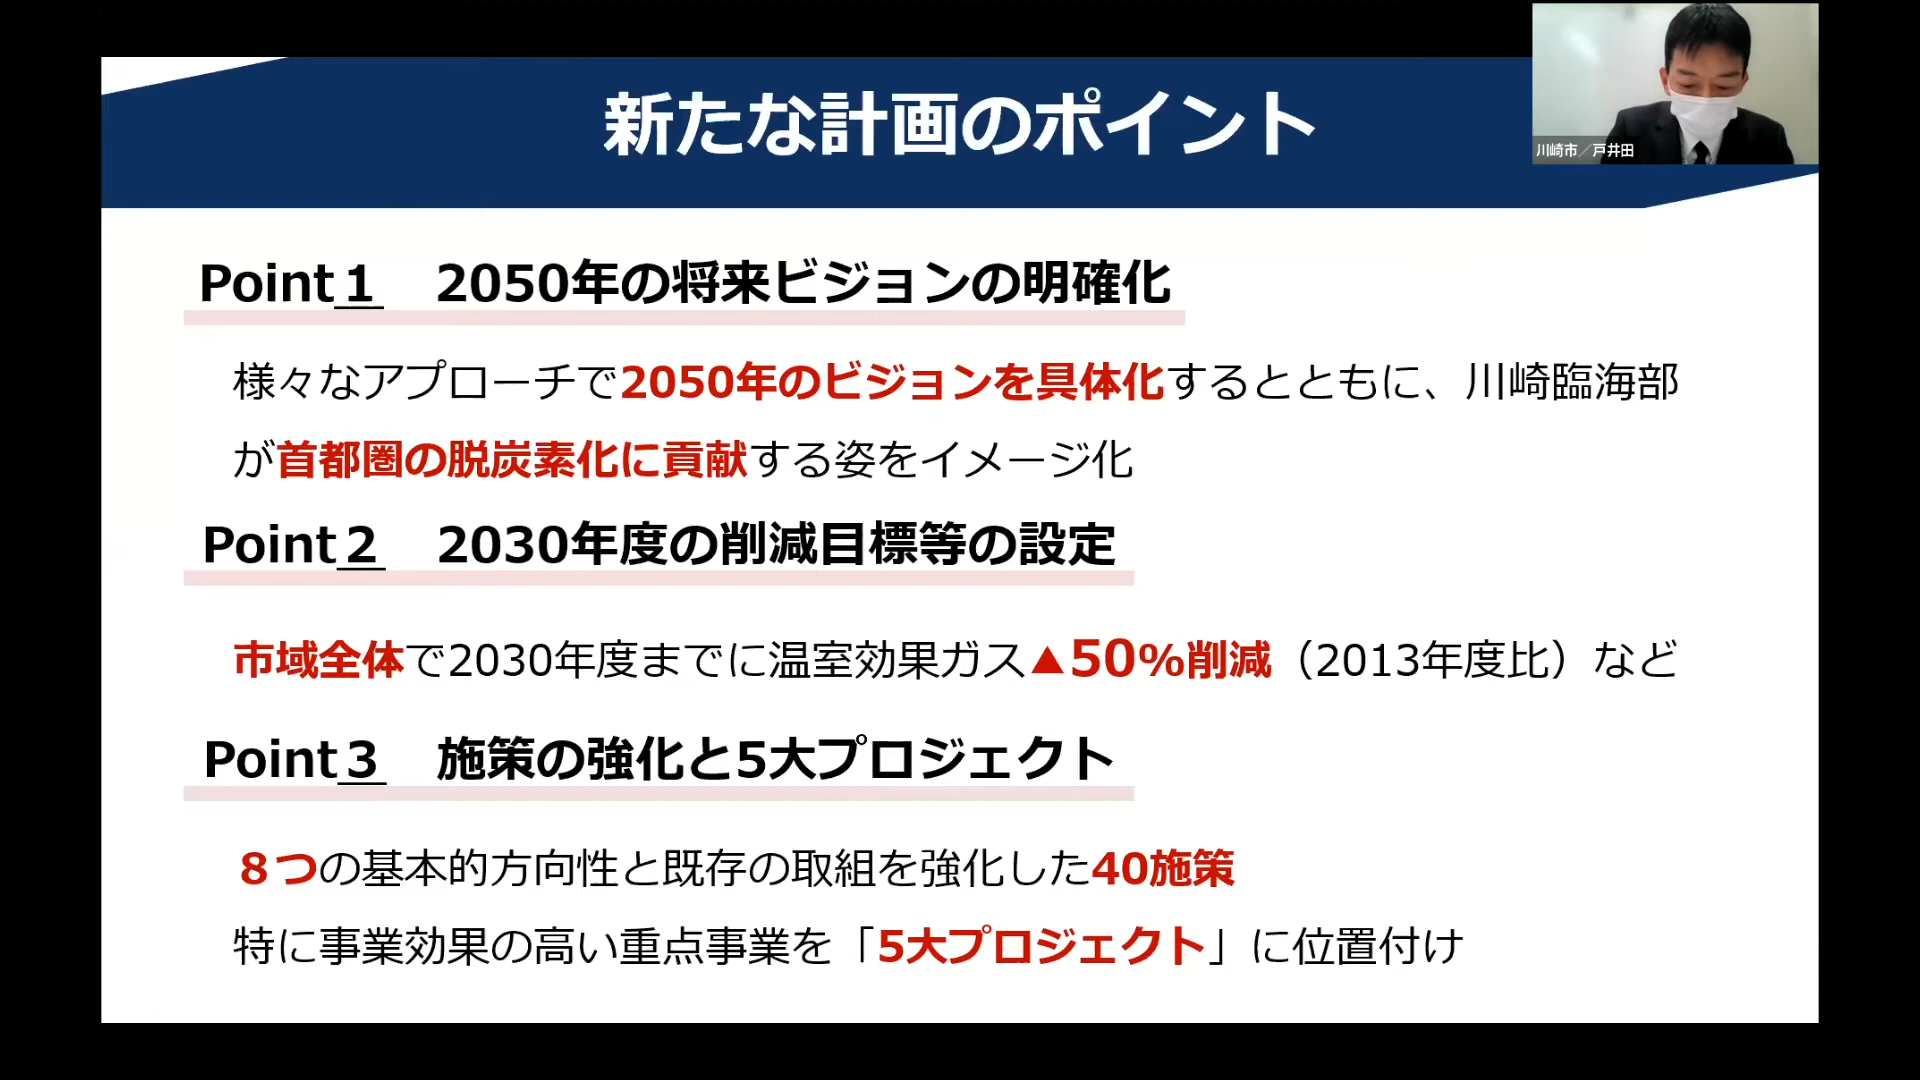 新たな計画のポイント
川崎市／戸井田
Point１　2050年の将来ビジョンの明確化
様々なアプローチで2050年のビジョンを具体化するとともに、川崎臨海部
が首都圏の脱炭素化に貢献する姿をイメージ化
Point２　2030年度の削減目標等の設定
市域全体で2030年度までに温室効果ガス▲50%削減（2013年度比）など
Point３　施策の強化と5大プロジェクト
８つの基本的方向性と既存の取組を強化した40施策
特に事業効果の高い重点事業を「5大プロジェクト」に位置付け